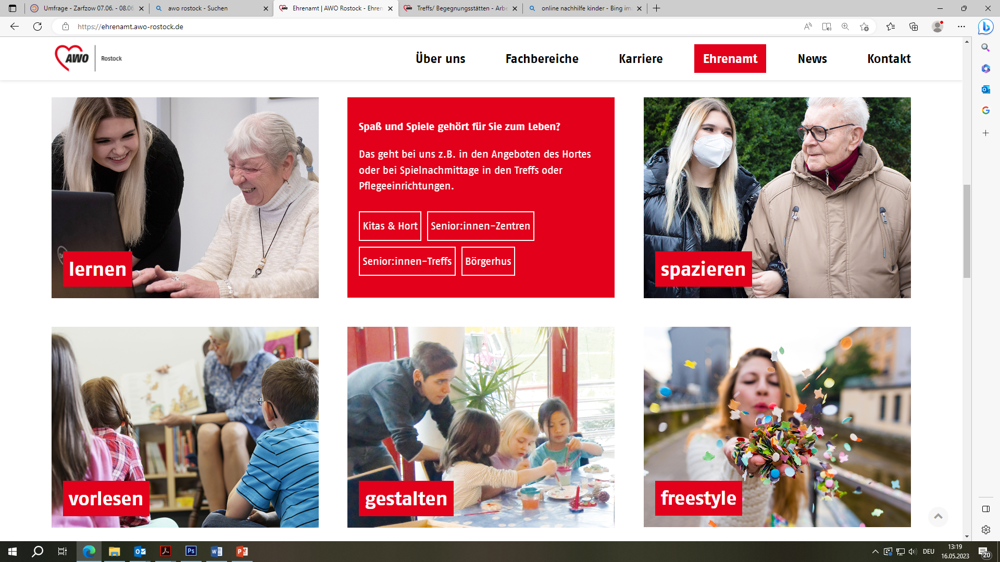 Umfrage - Zarfzow 07.06. - 08.06
awo rostock - Suchen
Ehrenamt | AWO Rostock - Ehren
Treffs/ Begegnungsstätten - Arbe
online nachhilfe kinder - Bing im
https://ehrenamt.awo-rostock.de
AWO Rostock
Über uns Fachbereiche Karriere Ehrenamt News Kontakt
Spaß und Spiele gehört für Sie zum Leben?
Das geht bei uns z.B. in den Angeboten des Hortes
oder bei Spielnachmittage in den Treffs oder
Pflegeeinrichtungen.
Kitas & Hort Senior:innen-Zentren
Senior:innen-Treffs Börgerhus
lernen
spazieren
vorlesen
gestalten
freestyle
DEU
13:19
16.05.2023
20